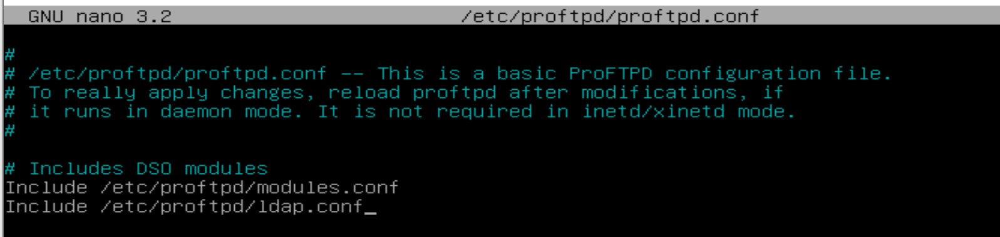 GNU nano 3.2 /etc/proftpd/proftpd.conf
#
# /etc/proftpd/proftpd.conf -- This is a basic ProFTPD configuration file.
# To really apply changes, reload proftpd after modifications, if
# it runs in daemon mode. It is not required in inetd/xinetd mode.
#
# Includes DSO modules
Include /etc/proftpd/modules.conf
Include /etc/proftpd/ldap.conf